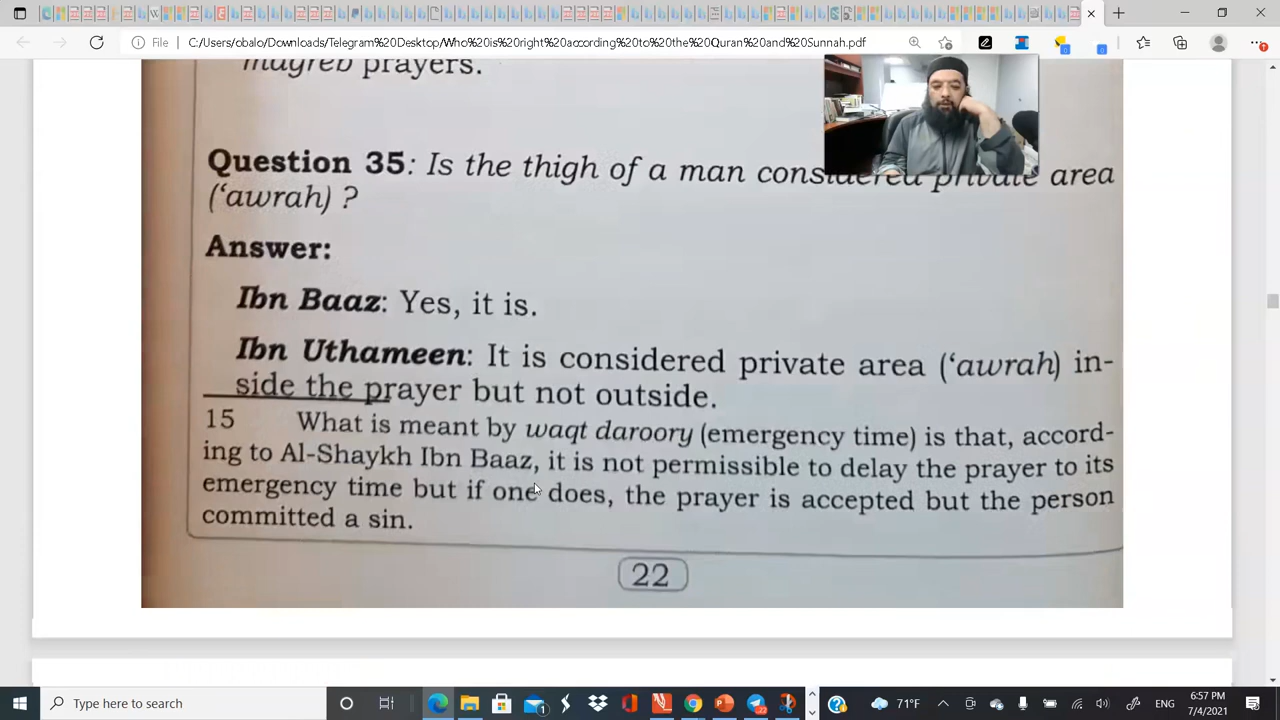 File
C:/Users/obalo/Downloads/Telegram%20Desktop/Who%20is%20right%20according%20to%20the%20Quran%20and%20Sunnah.pdf
magreb prayers.
Question 35: Is the thigh of a man considered private area
(‘awrah) ?
Answer:
Ibn Baaz: Yes, it is.
Ibn Uthameen: It is considered private area (‘awrah) in-
side the prayer but not outside.
15 What is meant by waqt daroory (emergency time) is that, accord-
ing to Al-Shaykh Ibn Baaz, it is not permissible to delay the prayer to its
emergency time but if one does, the prayer is accepted but the person
committed a sin.
22
Type here to search
71°F
ENG
6:57 PM
7/4/2021